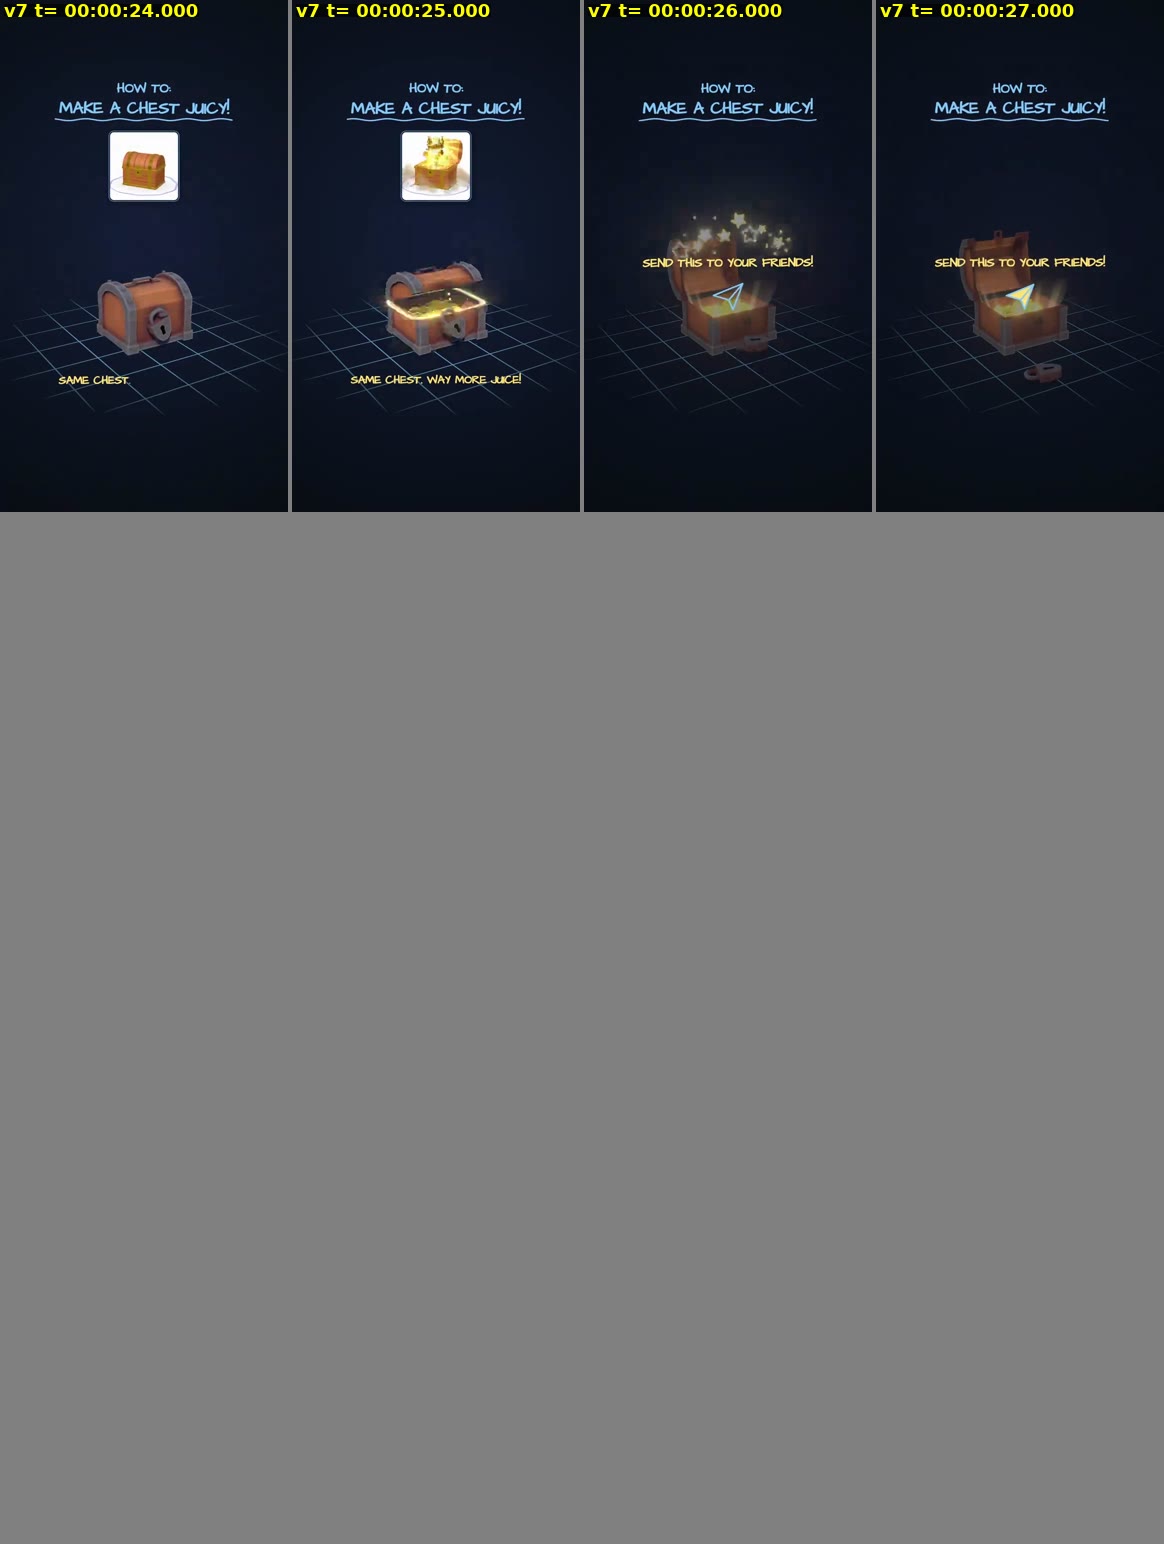 v7 t= 00:00:24.000
HOW TO:
MAKE A CHEST JUICY!
SAME CHEST
v7 t= 00:00:25.000
HOW TO:
MAKE A CHEST JUICY!
SAME CHEST, WAY MORE JUICE!
v7 t= 00:00:26.000
HOW TO:
MAKE A CHEST JUICY!
SEND THIS TO YOUR FRIENDS!
v7 t= 00:00:27.000
HOW TO:
MAKE A CHEST JUICY!
SEND THIS TO YOUR FRIENDS!